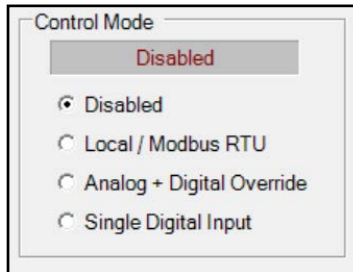 Control Mode
Disabled
Disabled
Local / Modbus RTU
Analog + Digital Override
Single Digital Input